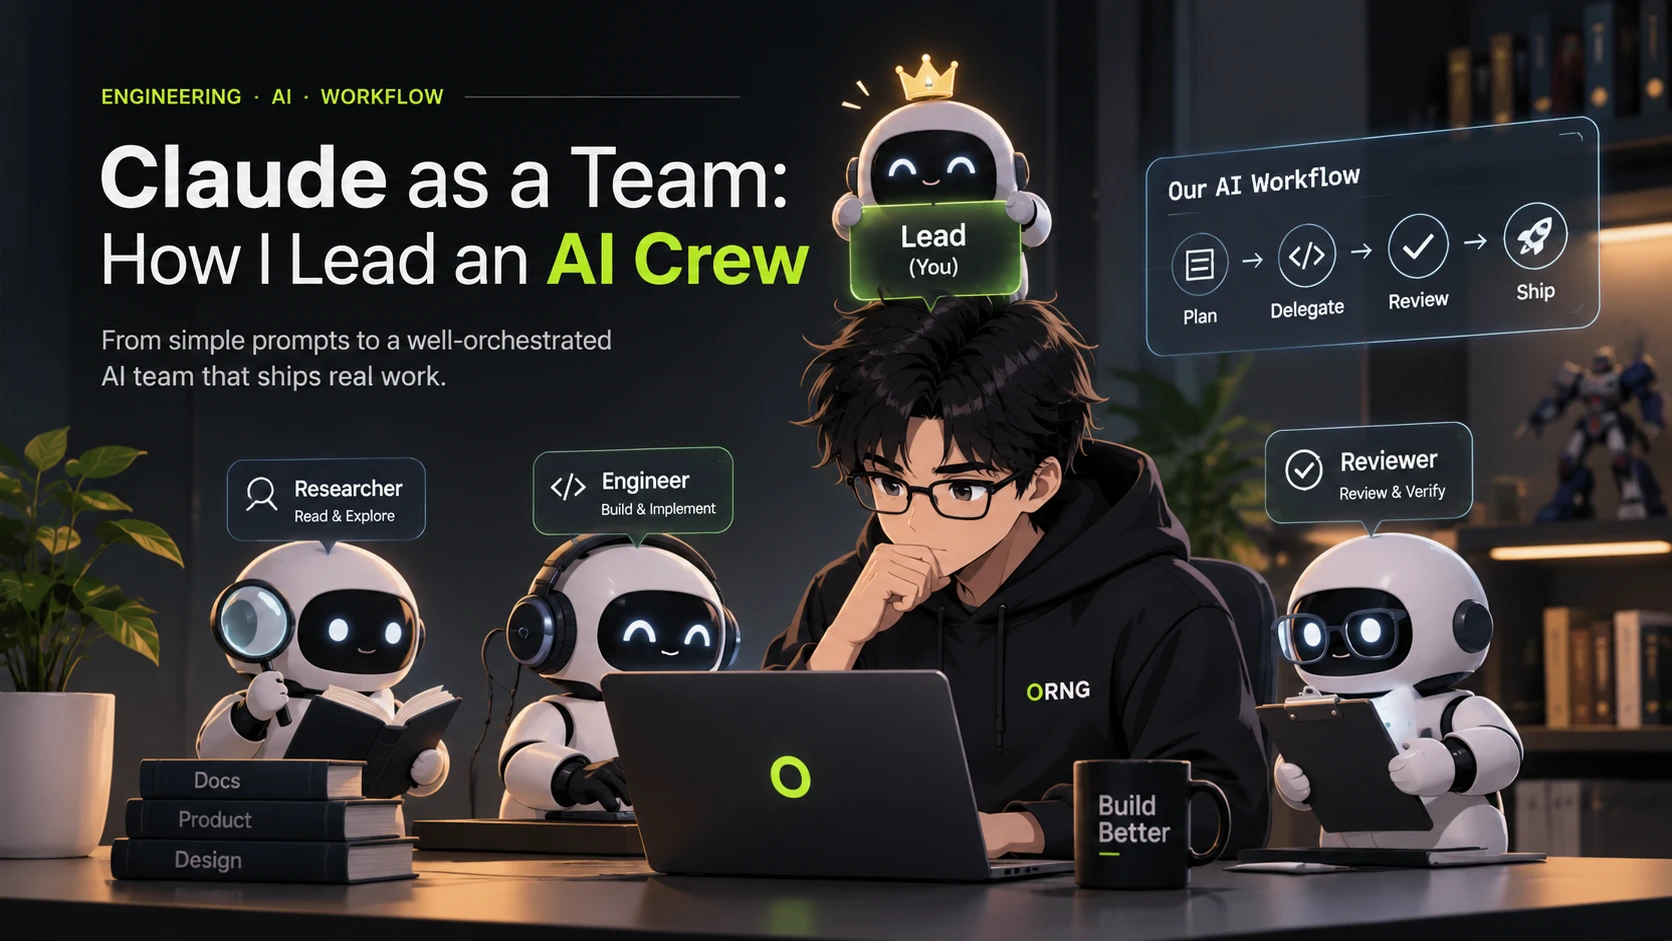 ENGINEERING · AI · WORKFLOW
Claude as a Team:
How I Lead an AI Crew
From simple prompts to a well-orchestrated
AI team that ships real work.
Lead
(You)
Our AI Workflow
Plan
Delegate
Review
Ship
Researcher
Read & Explore
Engineer
Build & Implement
Reviewer
Review & Verify
ORNG
Docs
Product
Design
Build
Better